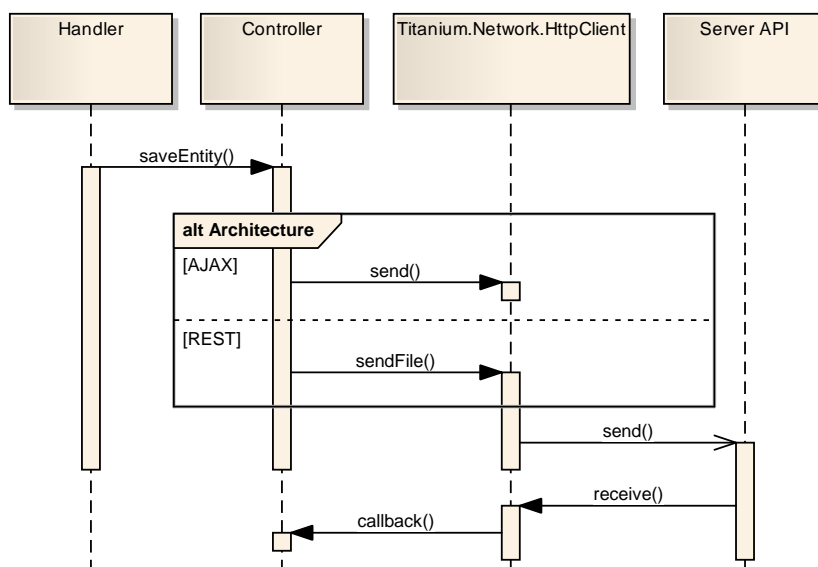 Handler
Controller
Titanium.Network.HttpClient
Server API
saveEntity()
alt Architecture
[AJAX]
send()
[REST]
sendFile()
send()
receive()
callback()